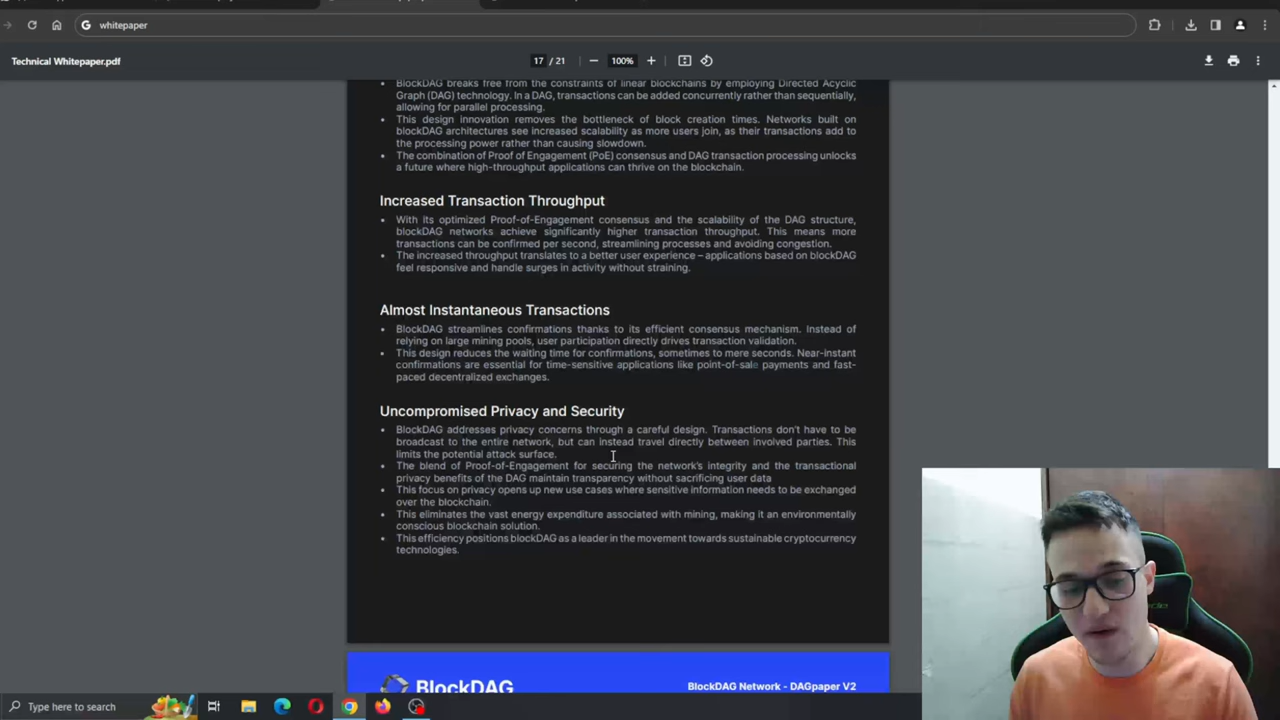 whitepaper
Technical Whitepaper.pdf
17 / 21
100%
• BlockDAG breaks free from the constraints of linear blockchains by employing Directed Acyclic
Graph (DAG) technology. In a DAG, transactions can be added concurrently rather than sequentially,
allowing for parallel processing.
• This design innovation removes the bottleneck of block creation times. Networks built on
blockDAG architectures see increased scalability as more users join, as their transactions add to
the processing power rather than causing slowdown.
• The combination of Proof of Engagement (PoE) consensus and DAG transaction processing unlocks
a future where high-throughput applications can thrive on the blockchain.
Increased Transaction Throughput
• With its optimized Proof-of-Engagement consensus and the scalability of the DAG structure,
blockDAG networks achieve significantly higher transaction throughput. This means more
transactions can be confirmed per second, streamlining processes and avoiding congestion.
• The increased throughput translates to a better user experience – applications based on blockDAG
feel responsive and handle surges in activity without straining.
Almost Instantaneous Transactions
• BlockDAG streamlines confirmations thanks to its efficient consensus mechanism. Instead of
relying on large mining pools, user participation directly drives transaction validation.
• This design reduces the waiting time for confirmations, sometimes to mere seconds. Near-instant
confirmations are essential for time-sensitive applications like point-of-sale payments and fast-
paced decentralized exchanges.
Uncompromised Privacy and Security
• BlockDAG addresses privacy concerns through a careful design. Transactions don't have to be
broadcast to the entire network, but can instead travel directly between involved parties. This
limits the potential attack surface.
• The blend of Proof-of-Engagement for securing the network's integrity and the transactional
privacy benefits of the DAG maintain transparency without sacrificing user data
• This focus on privacy opens up new use cases where sensitive information needs to be exchanged
over the blockchain.
• This eliminates the vast energy expenditure associated with mining, making it an environmentally
conscious blockchain solution.
• This efficiency positions blockDAG as a leader in the movement towards sustainable cryptocurrency
technologies.
BlockDAG
BlockDAG Network - DAGpaper V2
Type here to search